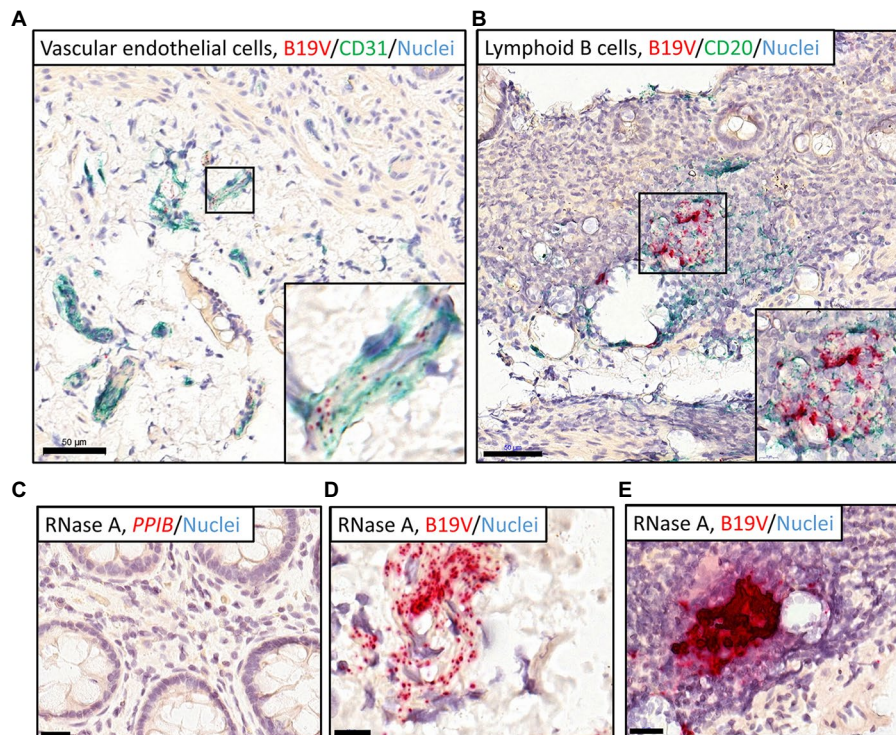 A
Vascular endothelial cells, B19V/CD31/Nuclei
50 µm
B
Lymphoid B cells, B19V/CD20/Nuclei
50 µm
C
RNase A, PPIB/Nuclei
D
RNase A, B19V/Nuclei
E
RNase A, B19V/Nuclei